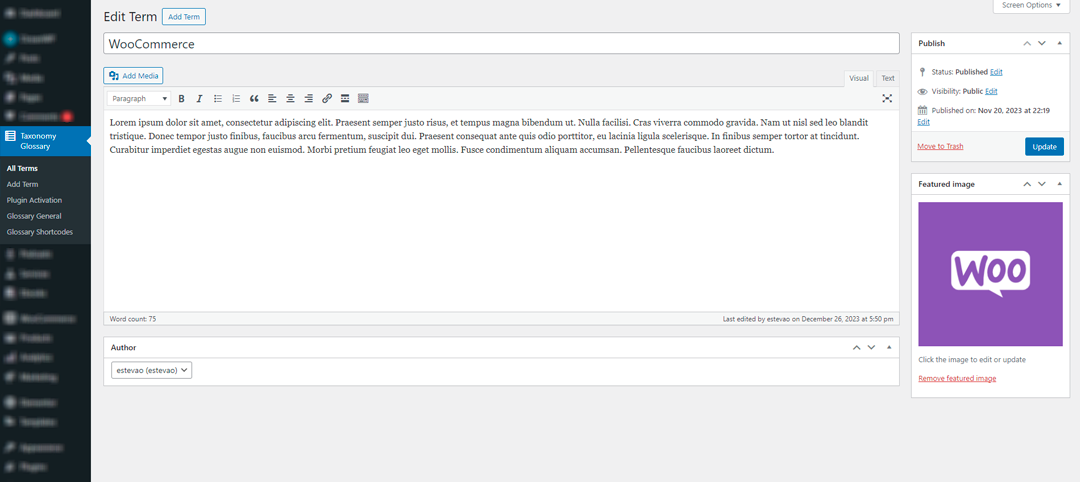 Screen Options
Edit Term Add Term
WooCommerce
Add Media
Visual Text
Paragraph
Lorem ipsum dolor sit amet, consectetur adipiscing elit. Praesent semper justo risus, et tempus magna bibendum ut. Nulla facilisi. Cras viverra commodo gravida. Nam ut nisl sed leo blandit
tristique. Donec tempor justo finibus, faucibus arcu fermentum, suscipit dui. Praesent consequat ante quis odio porttitor, eu lacinia ligula scelerisque. In finibus semper tortor at tincidunt.
Curabitur imperdiet egestas augue non euismod. Morbi pretium feugiat leo eget mollis. Fusce condimentum aliquam accumsan. Pellentesque faucibus laoreet dictum.
Word count: 75
Last edited by estevao on December 26, 2023 at 5:50 pm
Author
estevao (estevao)
Taxonomy
Glossary
All Terms
Add Term
Plugin Activation
Glossary General
Glossary Shortcodes
Publish
Status: Published Edit
Visibility: Public Edit
Published on: Nov 20, 2023 at 22:19
Edit
Move to Trash
Update
Featured image
WOO
Click the image to edit or update
Remove featured image